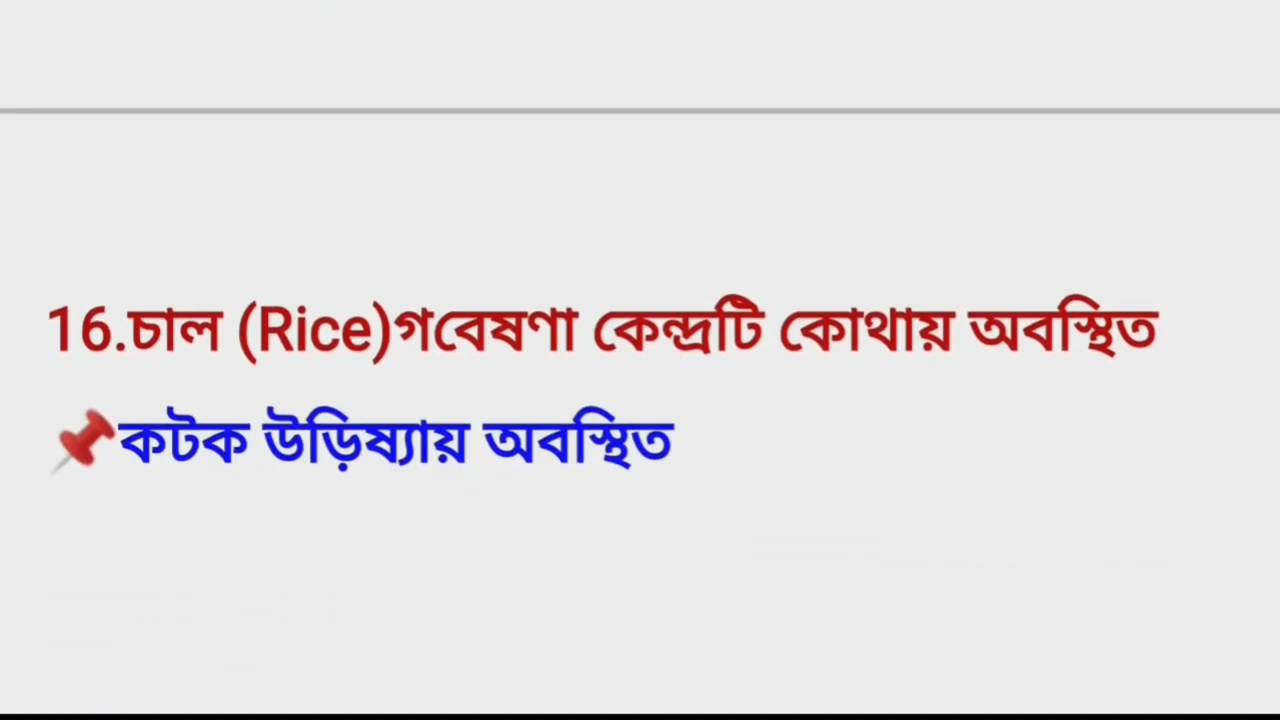 16.চাল (Rice)গবেষণা কেন্দ্রটি কোথায় অবস্থিত
📌কটক উড়িষ্যায় অবস্থিত